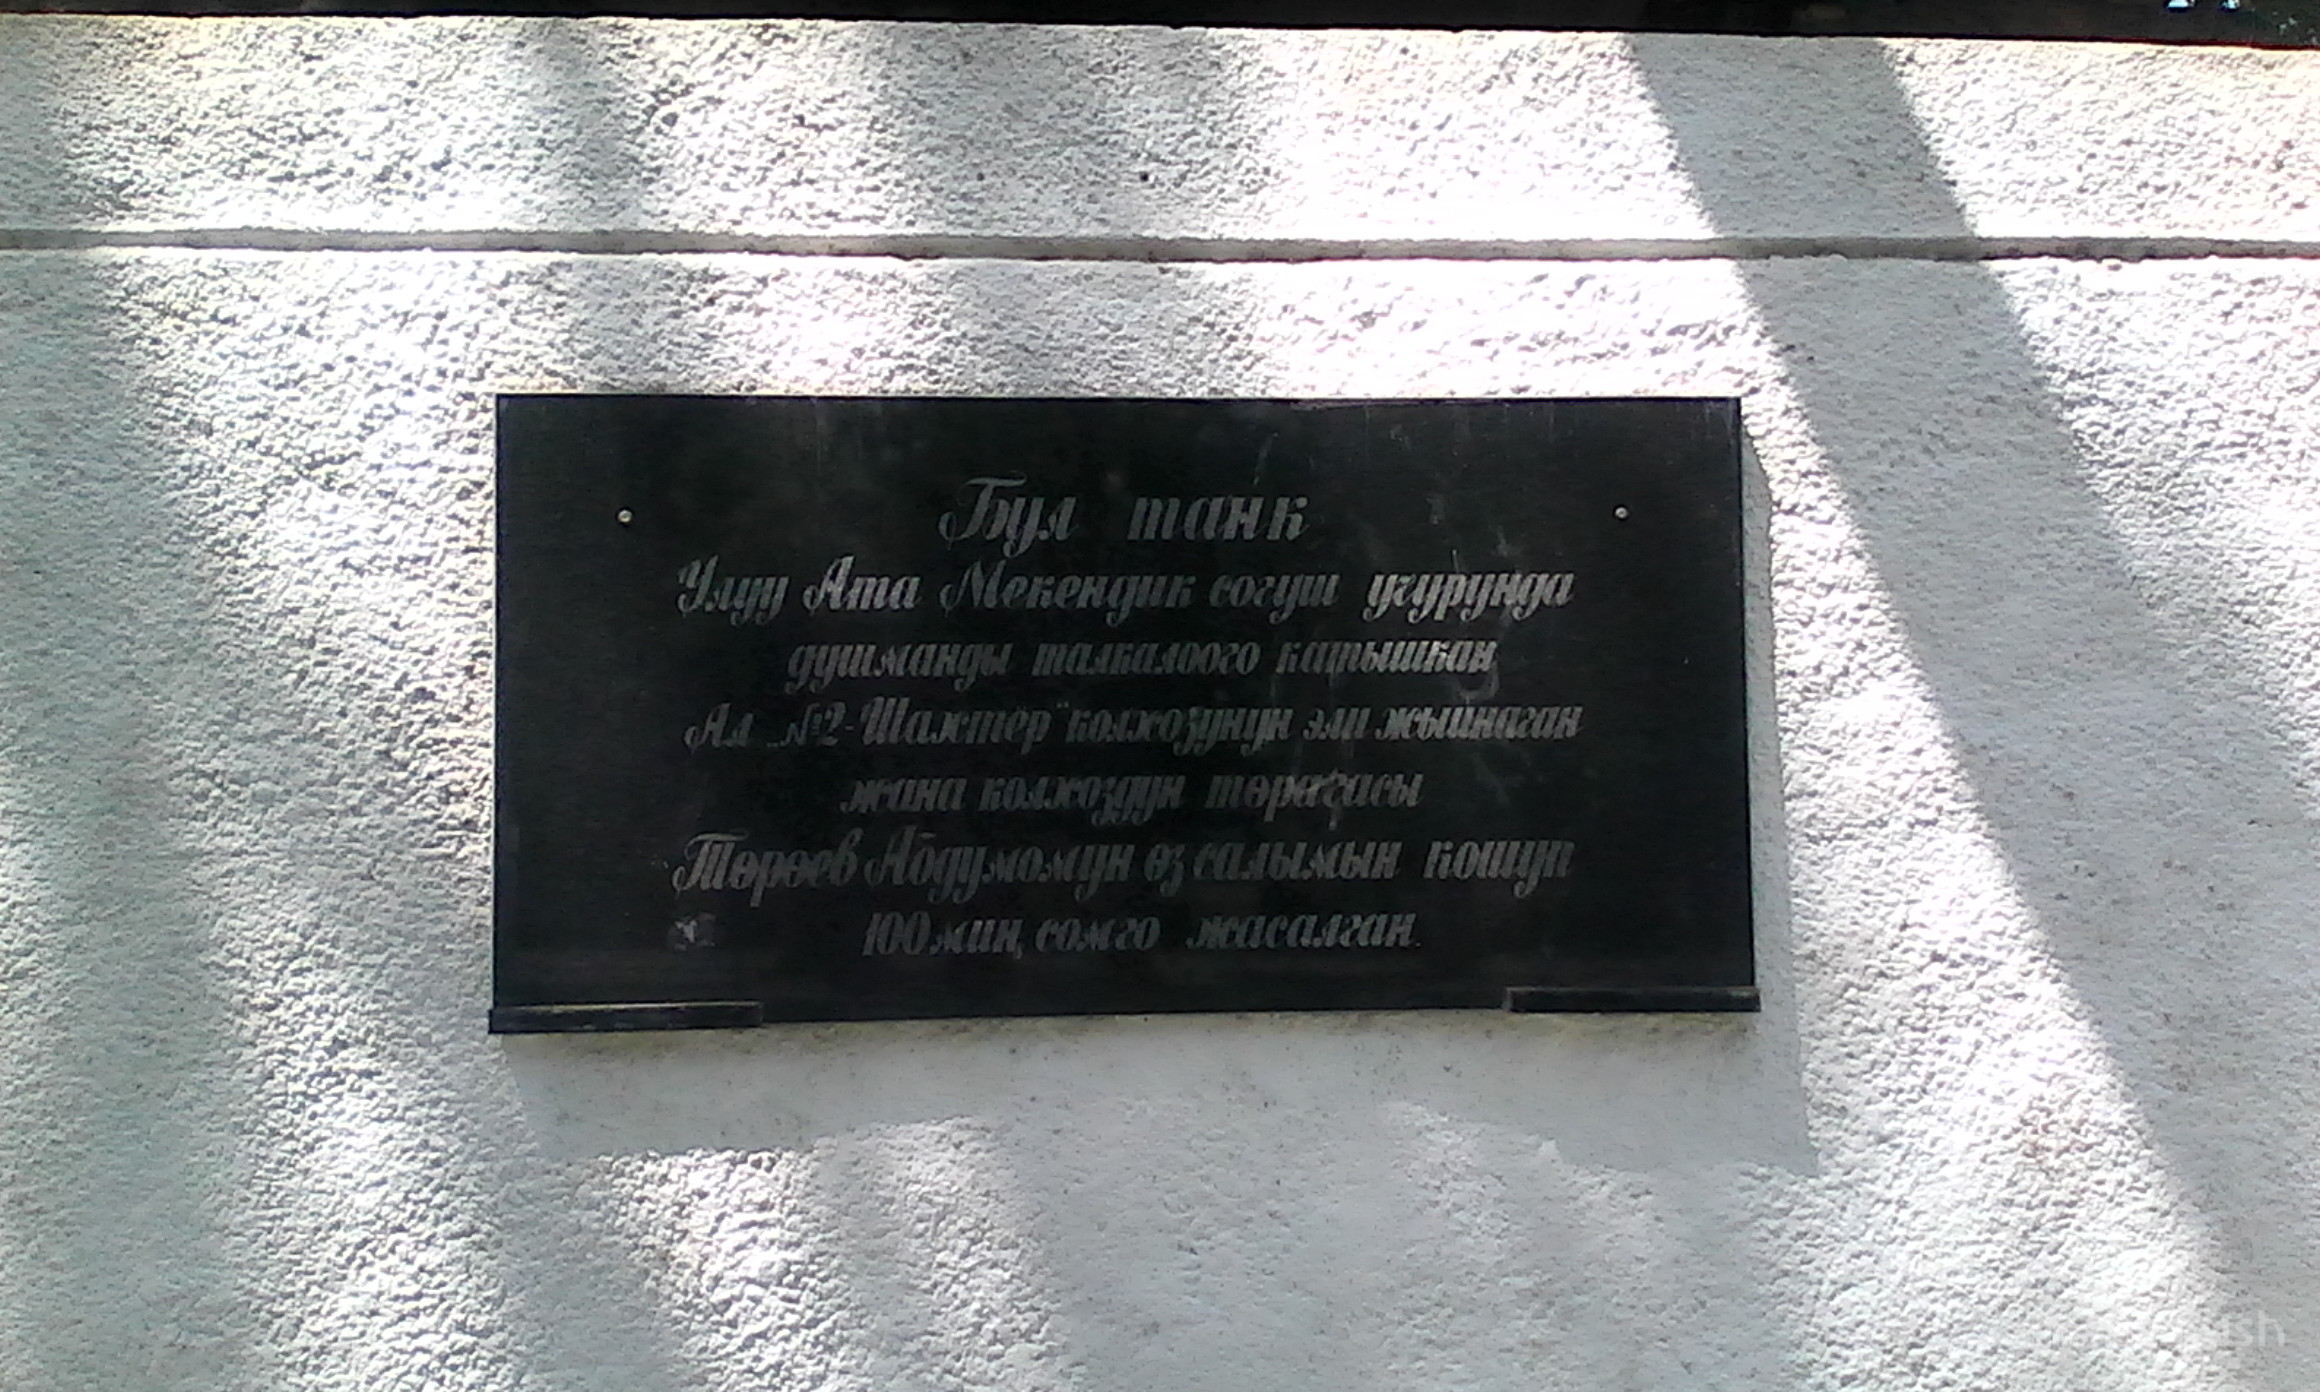 Бул танк
Улуу Ата Мекендик согуш учурунда
душманды талкалоого катышкан
Ал „№2-Шахтер" колхозунун эли жыйнаган
жана колхоздун төрагасы
Төрөев Абдумомун өз салымын кошуп
100 миң сомго жасалган.